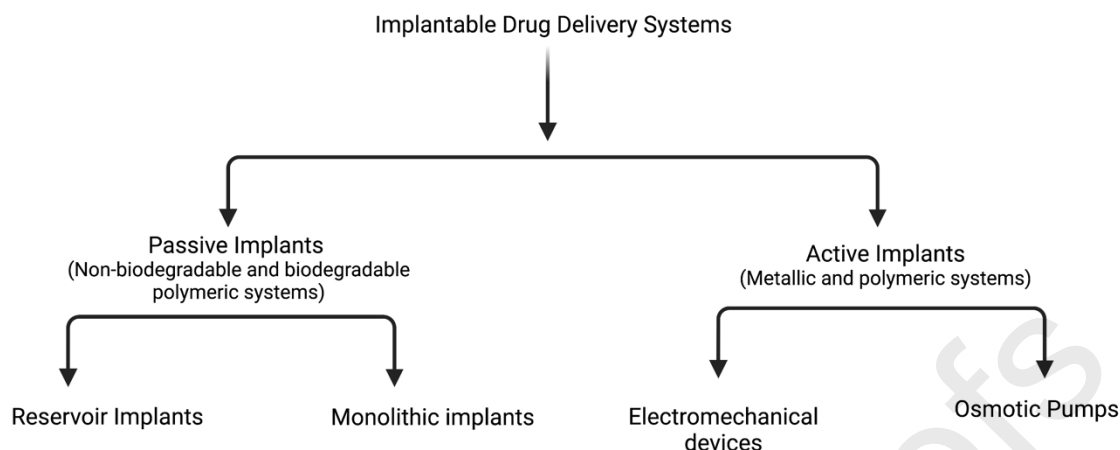 Implantable Drug Delivery Systems
Passive Implants
(Non-biodegradable and biodegradable
polymeric systems)
Active Implants
(Metallic and polymeric systems)
Reservoir Implants
Monolithic implants
Electromechanical
devices
Osmotic Pumps
ofs